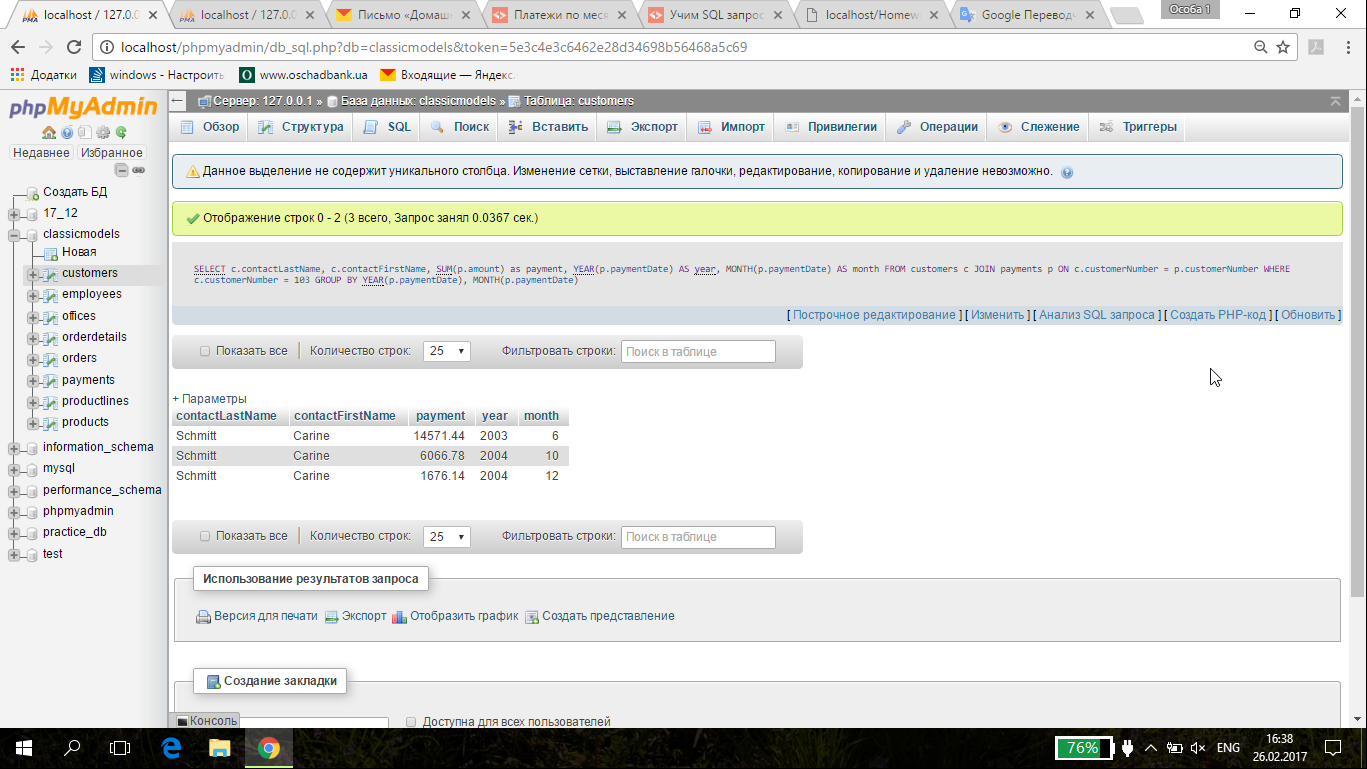 Особа 1
localhost / 127.0.0.1
localhost / 127.0.0
Письмо «Домашн
Платежи по меся
Учим SQL запрос
localhost/Homew
Google Переводч
localhost/phpmyadmin/db_sql.php?db=classicmodels&token=5e3c4e3c6462e28d34698b56468a5c69
Додатки
windows - Настроить
www.oschadbank.ua
Входящие — Яндекс.
phpMyAdmin
Недавнее Избранное
Создать БД
17_12
classicmodels
Новая
customers
employees
offices
orderdetails
orders
payments
productlines
products
information_schema
mysql
performance_schema
phpmyadmin
practice_db
test
Сервер: 127.0.0.1 » База данных: classicmodels » Таблица: customers
Обзор Структура SQL Поиск Вставить Экспорт Импорт Привилегии Операции Слежение Триггеры
Данное выделение не содержит уникального столбца. Изменение сетки, выставление галочки, редактирование, копирование и удаление невозможно.
Отображение строк 0 - 2 (3 всего, Запрос занял 0.0367 сек.)
SELECT c.contactLastName, c.contactFirstName, SUM(p.amount) as payment, YEAR(p.paymentDate) AS year, MONTH(p.paymentDate) AS month FROM customers c JOIN payments p ON c.customerNumber = p.customerNumber WHERE
c.customerNumber = 103 GROUP BY YEAR(p.paymentDate), MONTH(p.paymentDate)
[ Построчное редактирование ] [ Изменить ] [ Анализ SQL запроса ] [ Создать PHP-код ] [ Обновить ]
Показать все Количество строк: 25 Фильтровать строки: Поиск в таблице
+ Параметры
contactLastName contactFirstName payment year month
Schmitt Carine 14571.44 2003 6
Schmitt Carine 6066.78 2004 10
Schmitt Carine 1676.14 2004 12
Показать все Количество строк: 25 Фильтровать строки: Поиск в таблице
Использование результатов запроса
Версия для печати Экспорт Отобразить график Создать представление
Создание закладки
Консоль
Доступна для всех пользователей
76%
ENG
16:38
26.02.2017